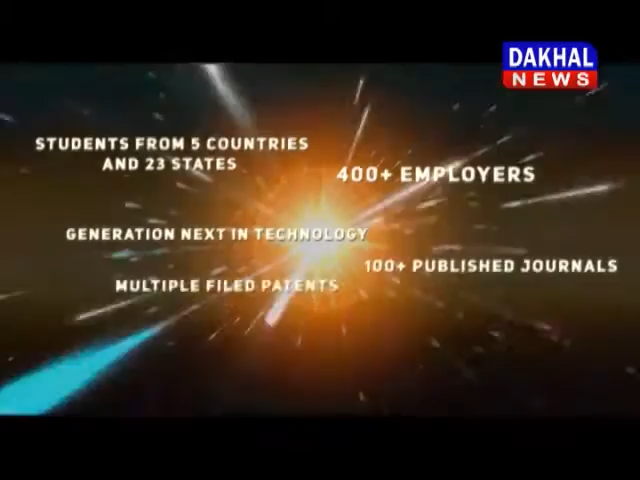 DAKHAL
NEWS
STUDENTS FROM 5 COUNTRIES
AND 23 STATES
400+ EMPLOYERS
GENERATION NEXT IN TECHNOLOGY
100+ PUBLISHED JOURNALS
MULTIPLE FILED PATENTS